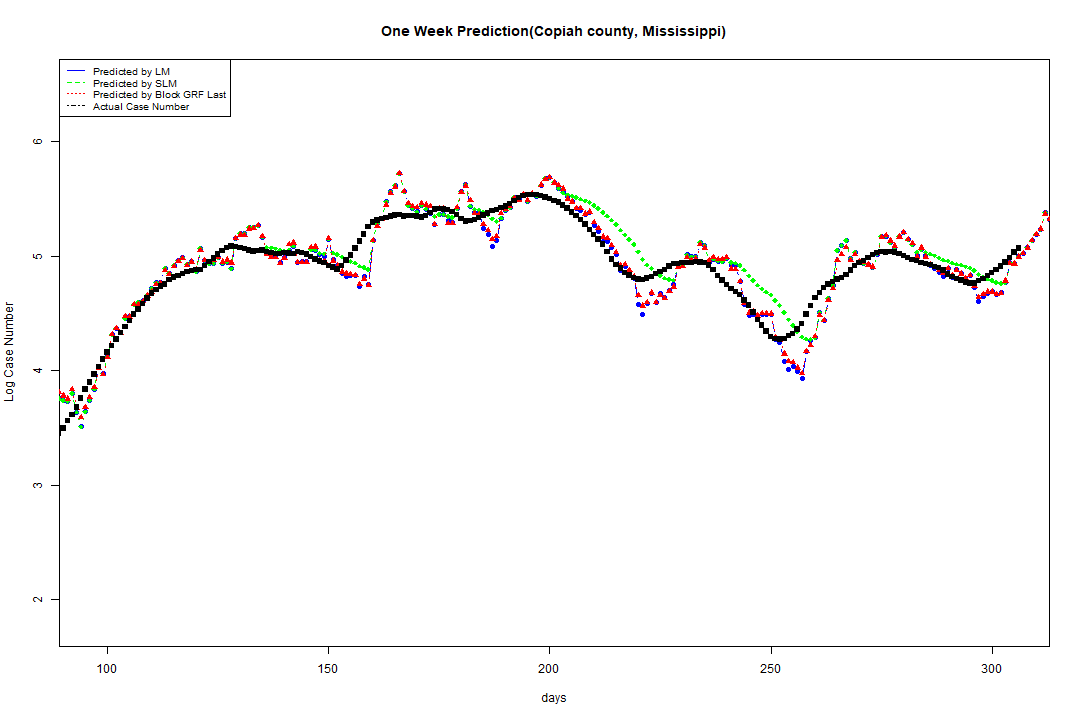 One Week Prediction(Copiah county, Mississippi)
Predicted by LM
Predicted by SLM
Predicted by Block GRF Last
Actual Case Number
6
5
4
3
2
Log Case Number
100 150 200 250 300
days